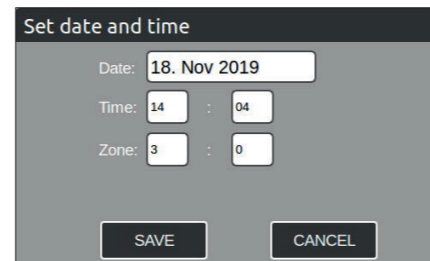 Set date and time
Date: 18. Nov 2019
Time: 14 : 04
Zone: 3 : 0
SAVE CANCEL